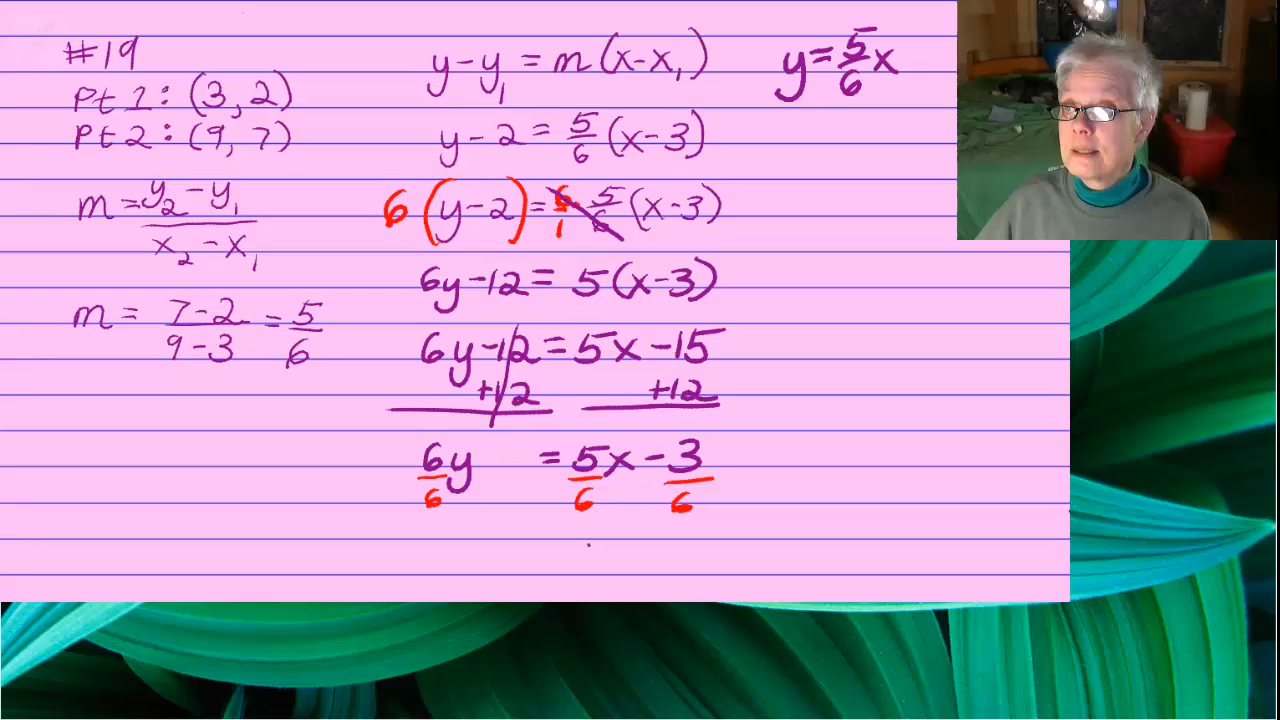 #19
pt 1: (3, 2)
pt 2: (9, 7)
m = y₂ - y₁ / x₂ - x₁
m = 7 - 2 / 9 - 3 = 5/6
y - y₁ = m(x - x₁)
y - 2 = 5/6 (x - 3)
6(y - 2) = 6/1 · 5/6 (x - 3)
6y - 12 = 5(x - 3)
6y - 12 = 5x - 15
+12 +12
6y = 5x - 3
6 6 6
y = 5/6 x